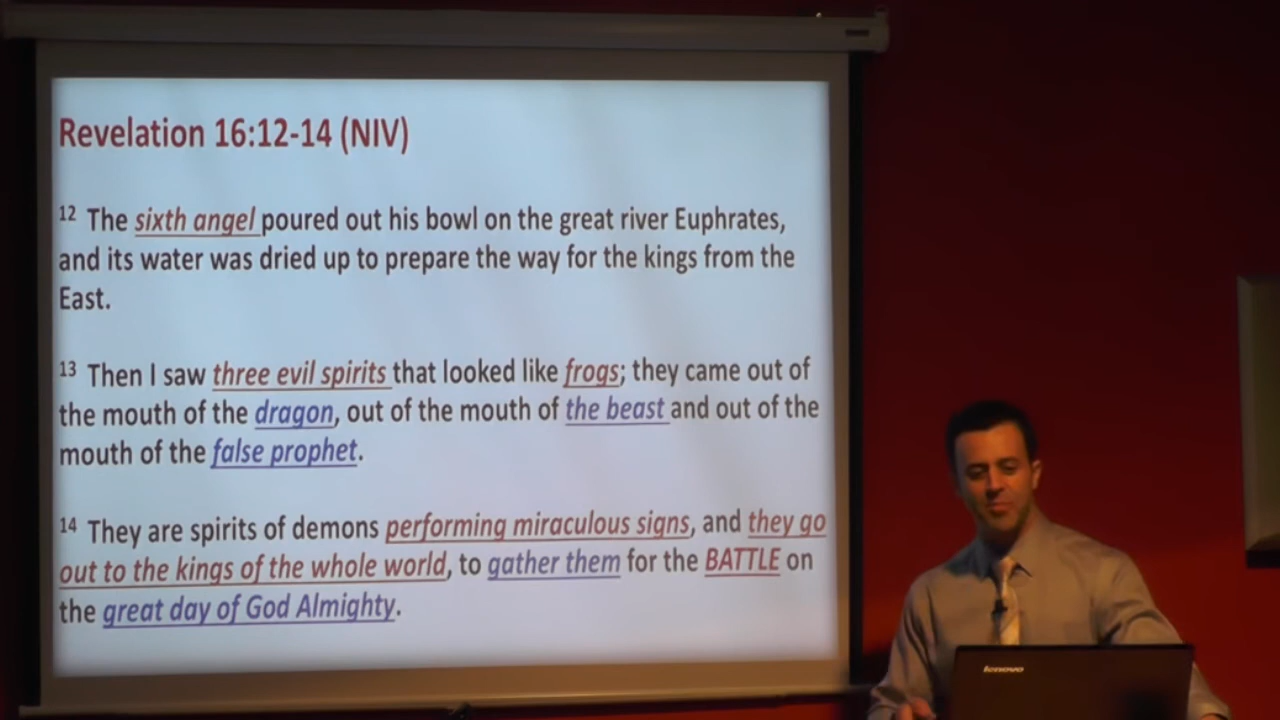 Revelation 16:12-14 (NIV)
12 The sixth angel poured out his bowl on the great river Euphrates,
and its water was dried up to prepare the way for the kings from the
East.
13 Then I saw three evil spirits that looked like frogs; they came out of
the mouth of the dragon, out of the mouth of the beast and out of the
mouth of the false prophet.
14 They are spirits of demons performing miraculous signs, and they go
out to the kings of the whole world, to gather them for the BATTLE on
the great day of God Almighty.
lenovo